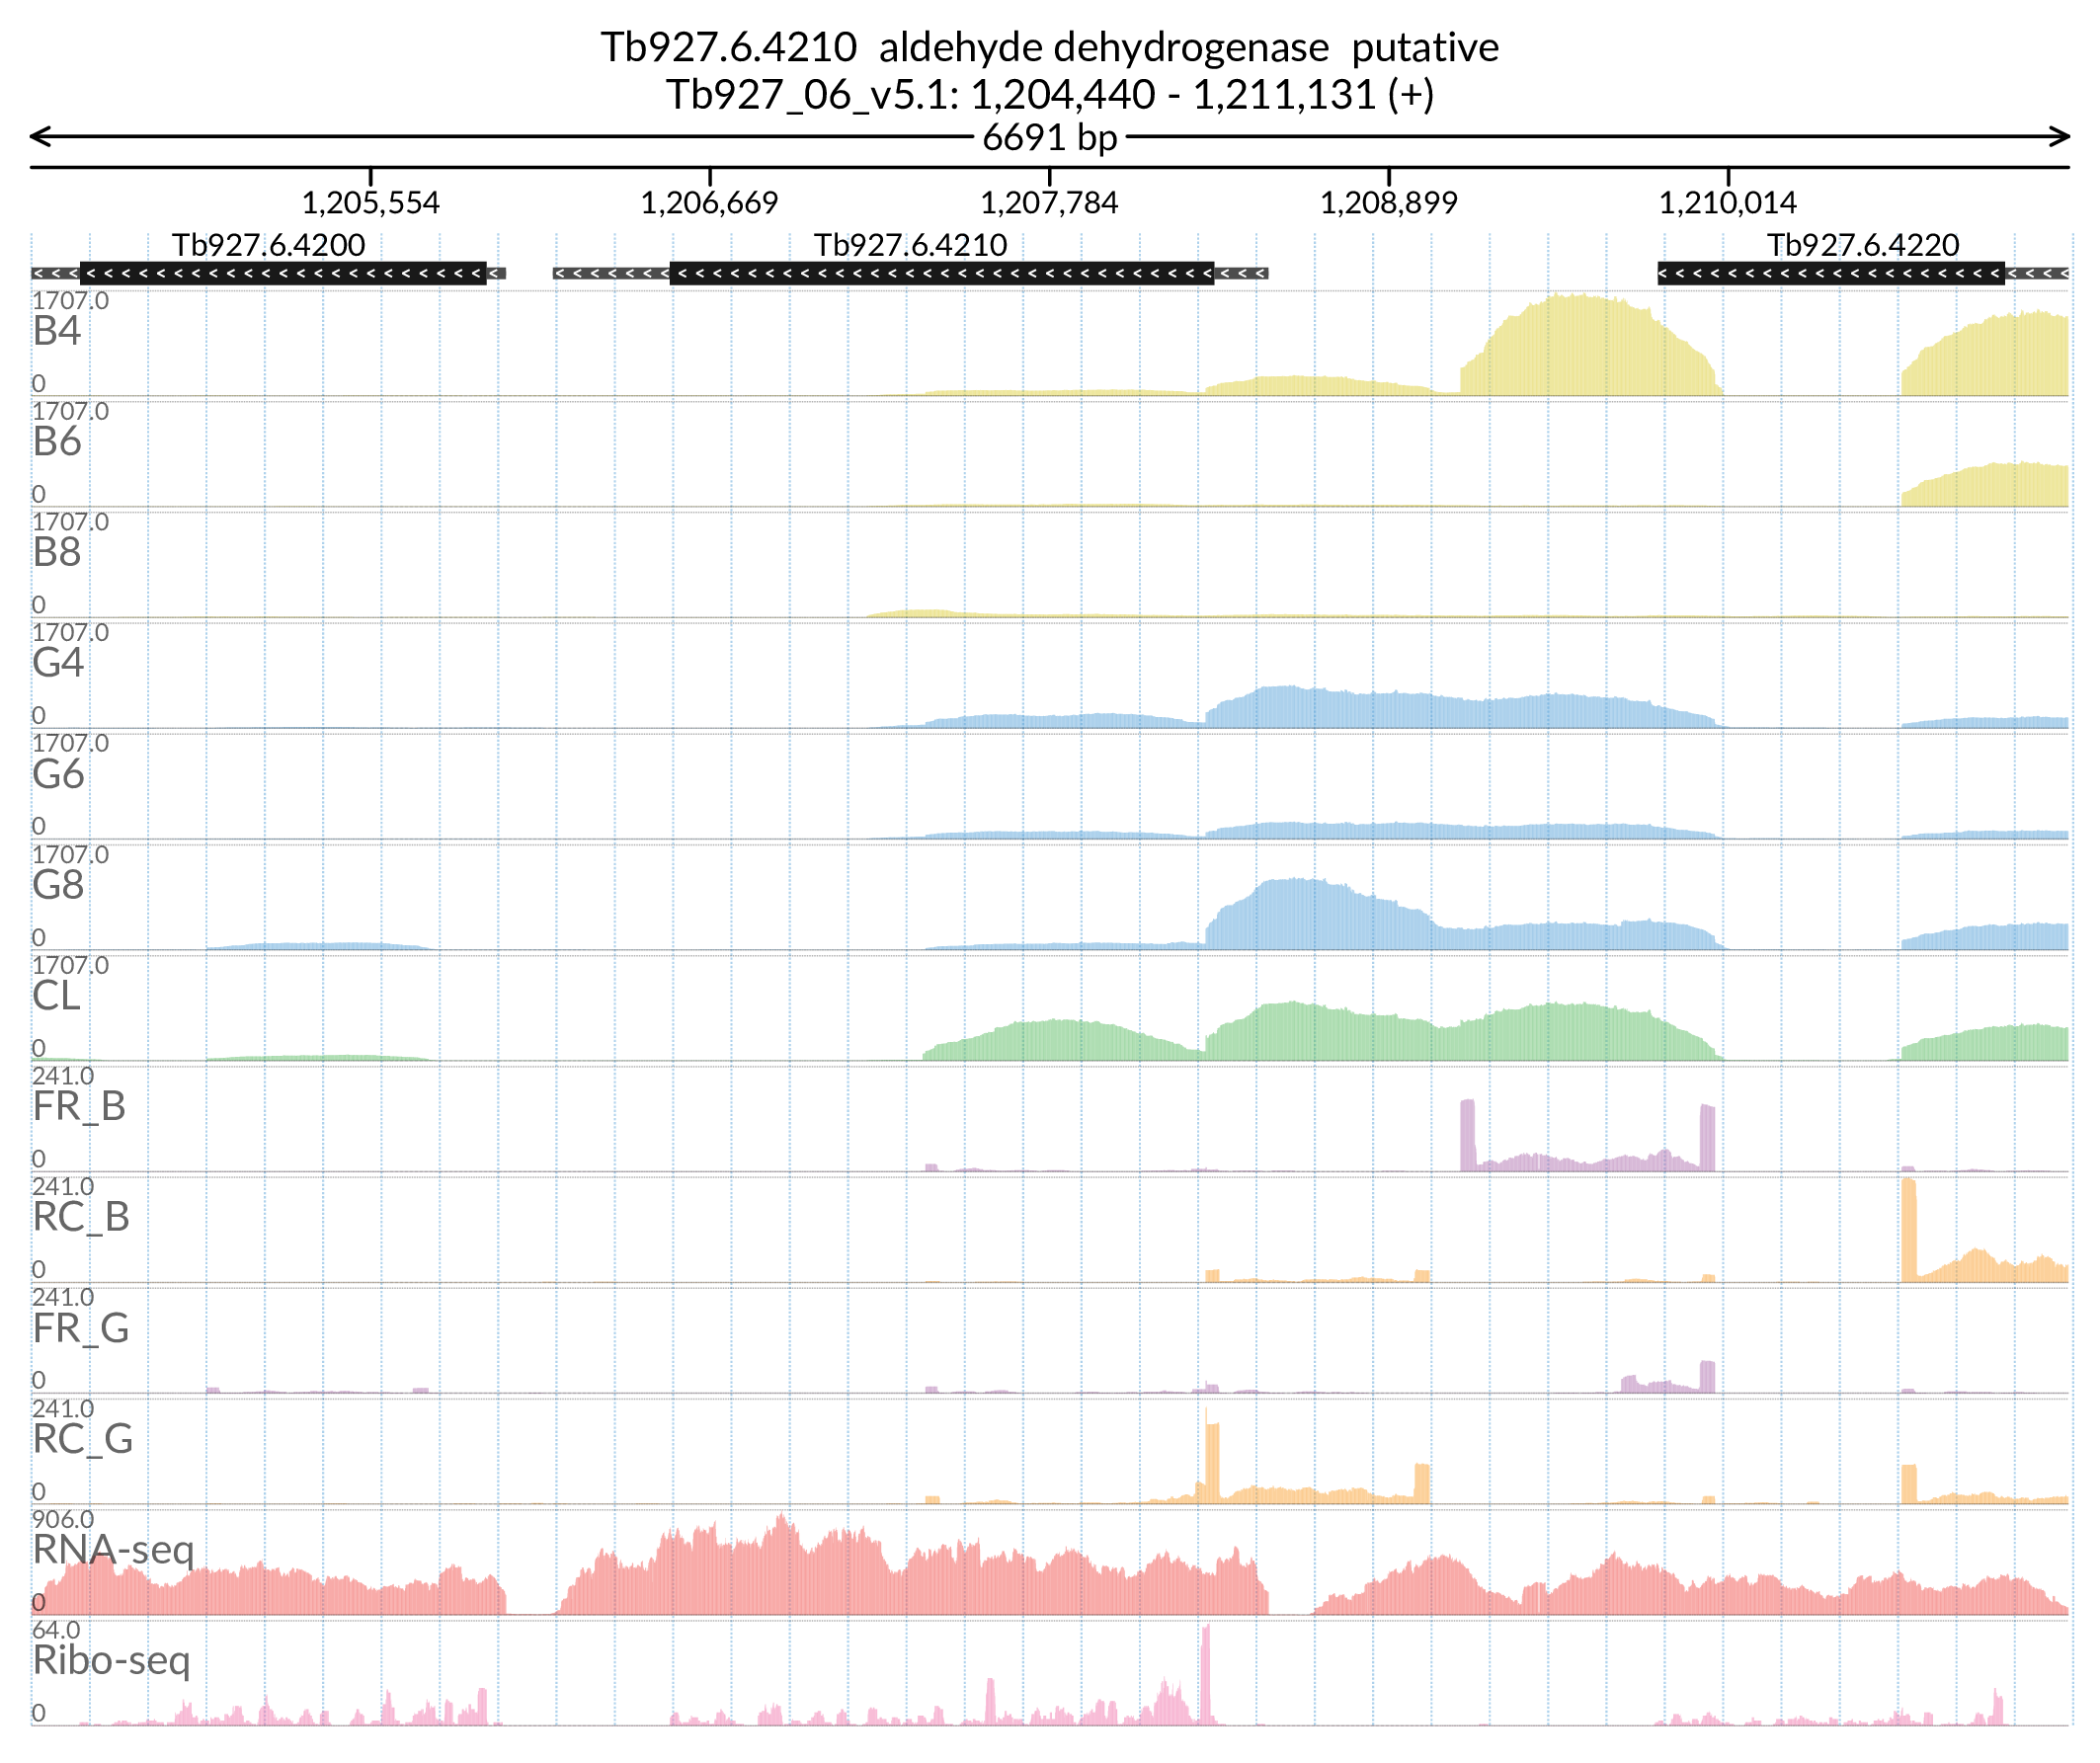 Tb927.6.4210 aldehyde dehydrogenase putative
Tb927_06_v5.1: 1,204,440 - 1,211,131 (+)
6691 bp
1,205,554 1,206,669 1,207,784 1,208,899 1,210,014
Tb927.6.4200 Tb927.6.4210 Tb927.6.4220
1707.0
B4
0
1707.0
B6
0
1707.0
B8
0
1707.0
G4
0
1707.0
G6
0
1707.0
G8
0
1707.0
CL
0
241.0
FR_B
0
241.0
RC_B
0
241.0
FR_G
0
241.0
RC_G
0
906.0
RNA-seq
0
64.0
Ribo-seq
0